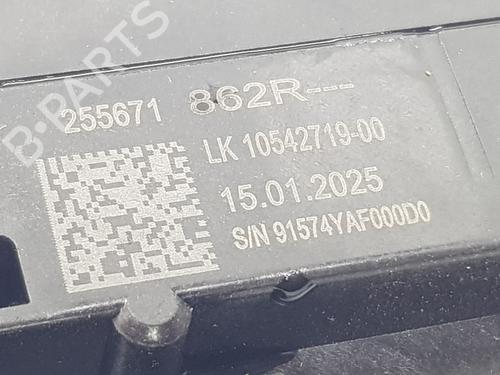 B-PARTS
255671 862R---
LK 10542719-00
15.01.2025
S/N 91574YAF000D0